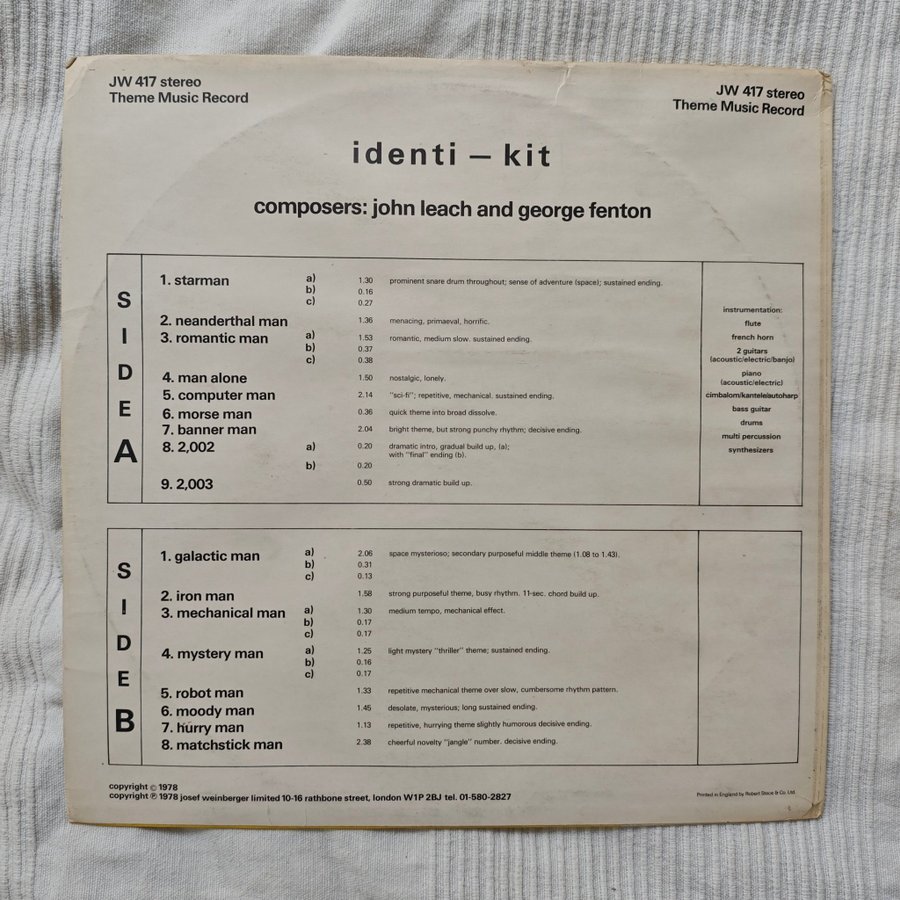 JW 417 stereo
Theme Music Record
JW 417 stereo
Theme Music Record
identi – kit
composers: john leach and george fenton
SIDE A
1. starman a) 1.30 prominent snare drum throughout; sense of adventure (space); sustained ending.
b) 0.16
c) 0.27
2. neanderthal man 1.36 menacing, primaeval, horrific.
3. romantic man a) 1.53 romantic, medium slow. sustained ending.
b) 0.37
c) 0.38
4. man alone 1.50 nostalgic, lonely.
5. computer man 2.14 "sci-fi"; repetitive, mechanical. sustained ending.
6. morse man 0.36 quick theme into broad dissolve.
7. banner man 2.04 bright theme, but strong punchy rhythm; decisive ending.
8. 2,002 a) 0.20 dramatic intro, gradual build up, (a);
with "final" ending (b).
b) 0.20
9. 2,003 0.50 strong dramatic build up.
instrumentation:
flute
french horn
2 guitars
(acoustic/electric/banjo)
piano
(acoustic/electric)
cimbalom/kantele/autoharp
bass guitar
drums
multi percussion
synthesizers
SIDE B
1. galactic man a) 2.06 space mysterioso; secondary purposeful middle theme (1.08 to 1.43).
b) 0.31
c) 0.13
2. iron man 1.58 strong purposeful theme, busy rhythm. 11-sec. chord build up.
3. mechanical man a) 1.30 medium tempo, mechanical effect.
b) 0.17
c) 0.17
4. mystery man a) 1.25 light mystery "thriller" theme; sustained ending.
b) 0.16
c) 0.17
5. robot man 1.33 repetitive mechanical theme over slow, cumbersome rhythm pattern.
6. moody man 1.45 desolate, mysterious; long sustained ending.
7. hurry man 1.13 repetitive, hurrying theme slightly humorous decisive ending.
8. matchstick man 2.38 cheerful novelty "jangle" number. decisive ending.
copyright © 1978
copyright ℗ 1978 josef weinberger limited 10-16 rathbone street, london W1P 2BJ tel. 01-580-2827
Printed in England by Robert Stace & Co. Ltd.